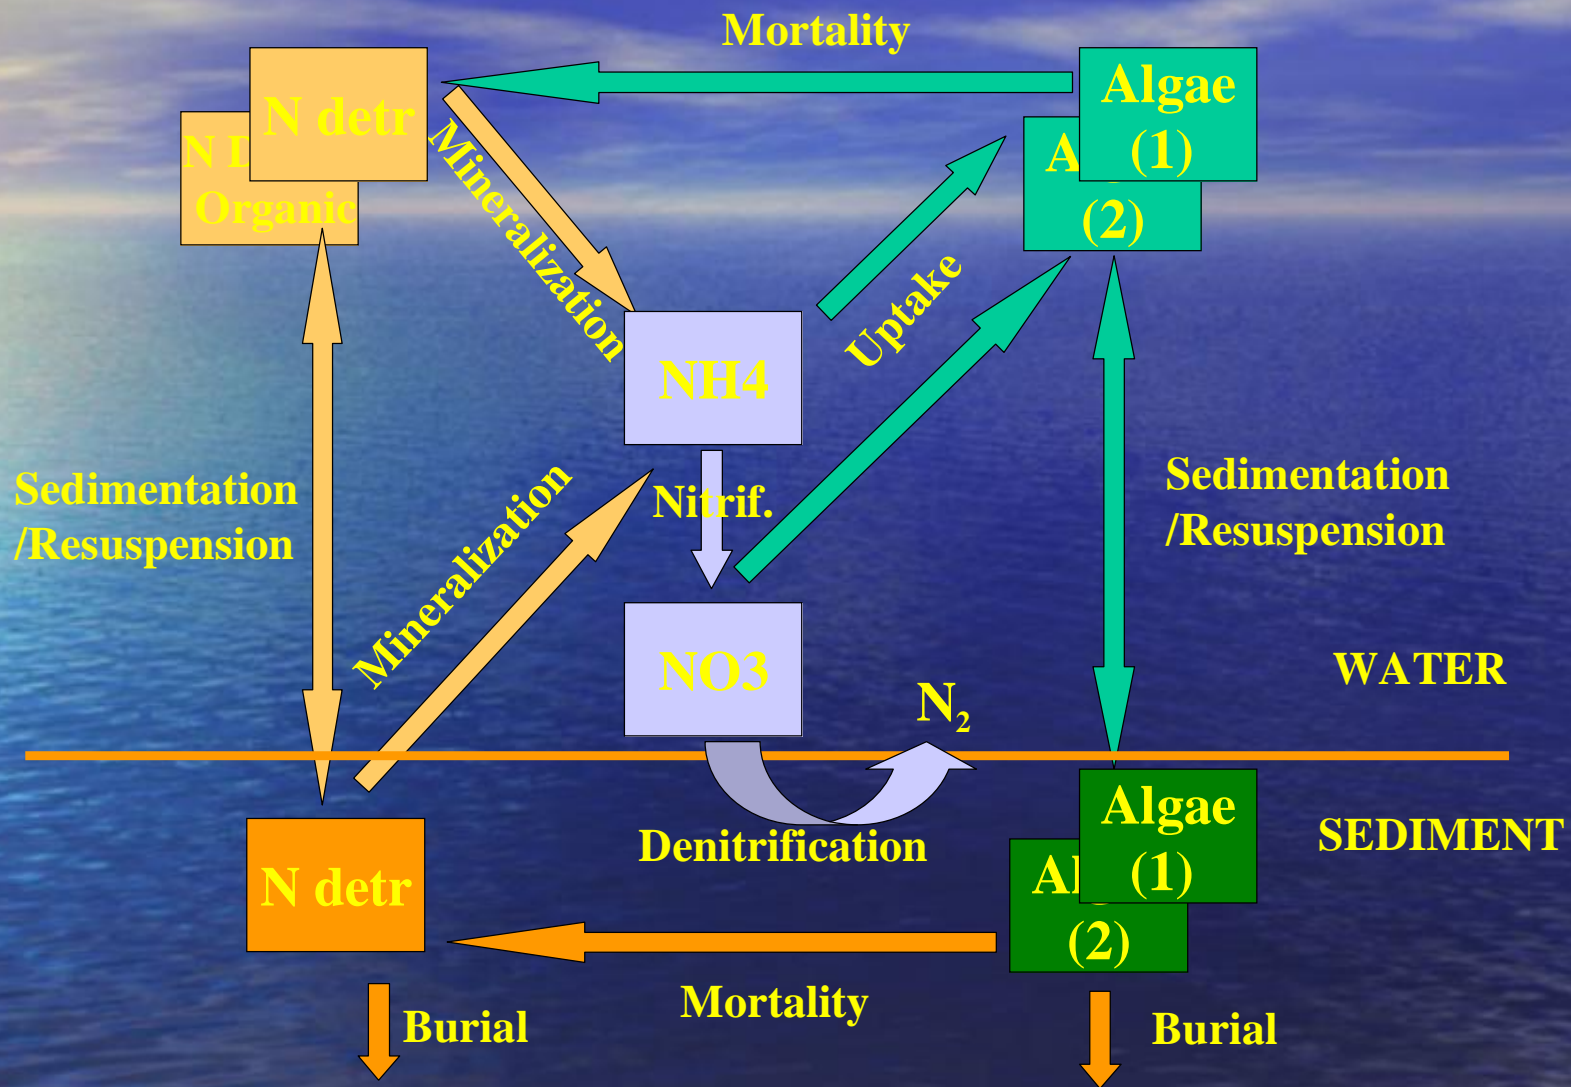 Mortality
N detr
N D
Organic
Mineralization
Algae
(1)
A
(2)
Uptake
NH4
Sedimentation
/Resuspension
Mineralization
Nitrif.
Sedimentation
/Resuspension
NO3
WATER
N2
Algae
(1)
SEDIMENT
Denitrification
N detr
Al
(2)
Mortality
Burial
Burial